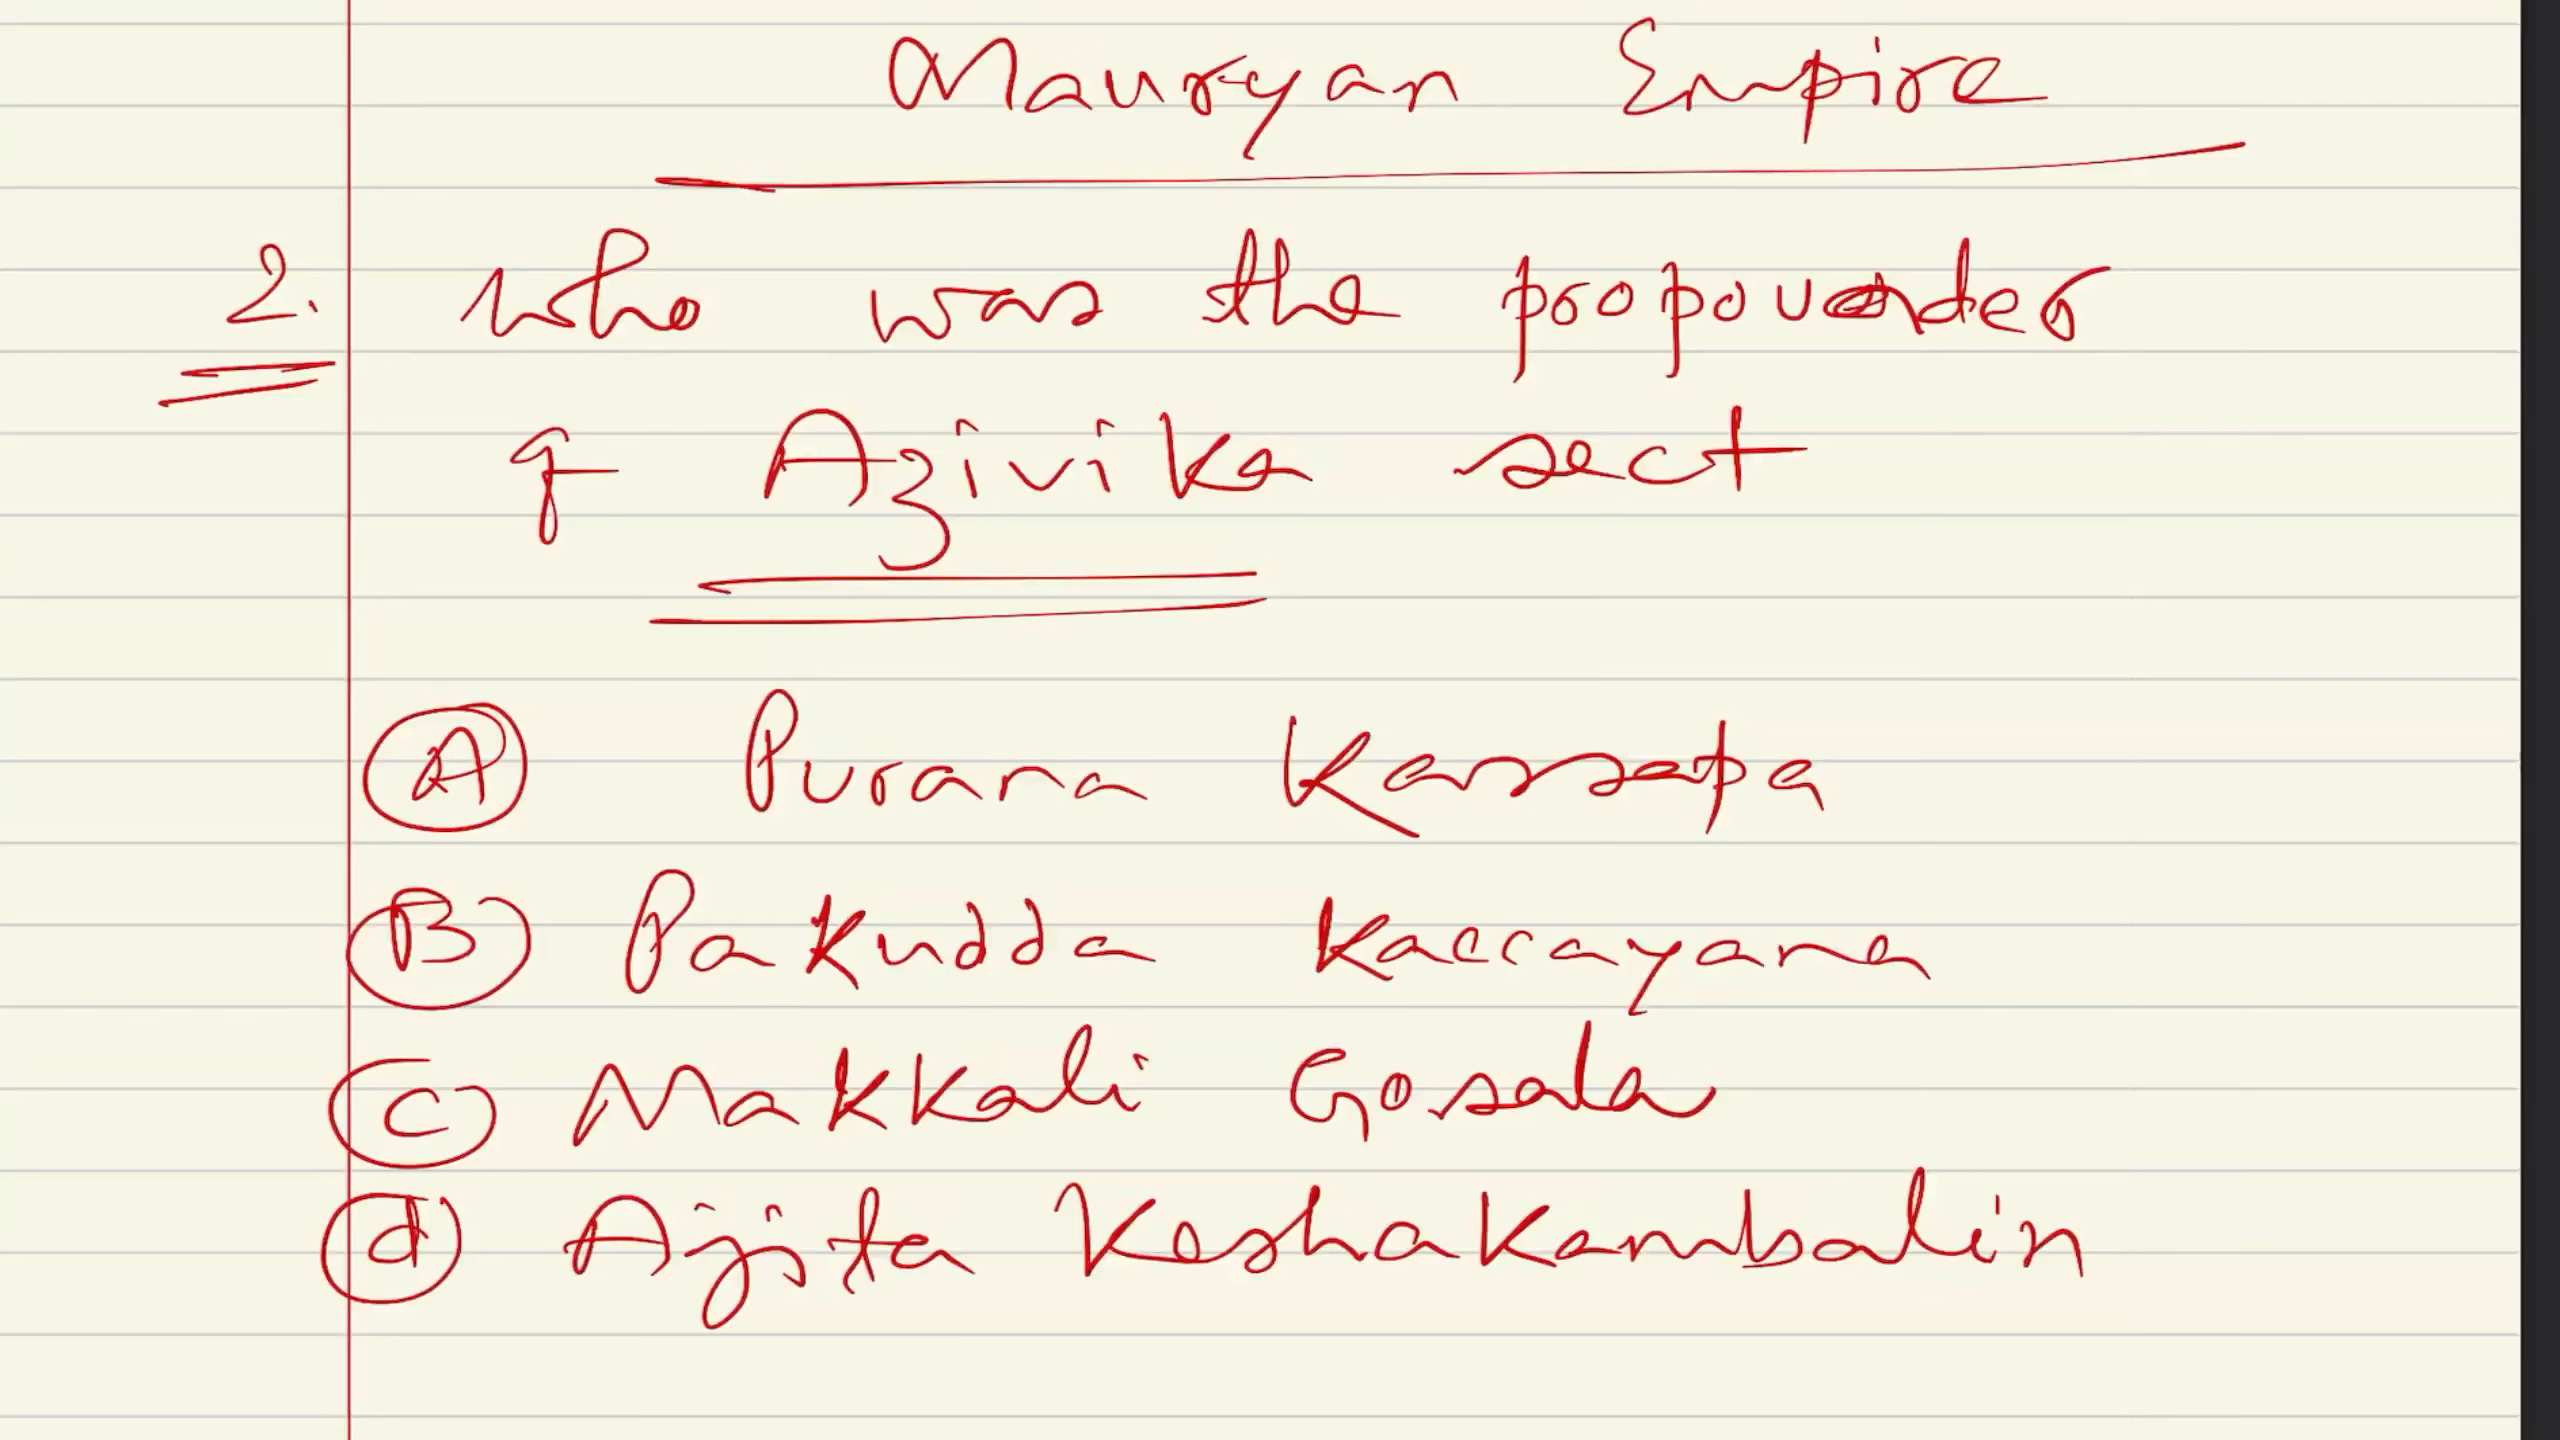 Mauryan Empire
2. Who was the propounder
of Azivika sect
A Purana Kassapa
B Pakudda Kaccayana
C Makkali Gosala
d Ajita Keshakambalin